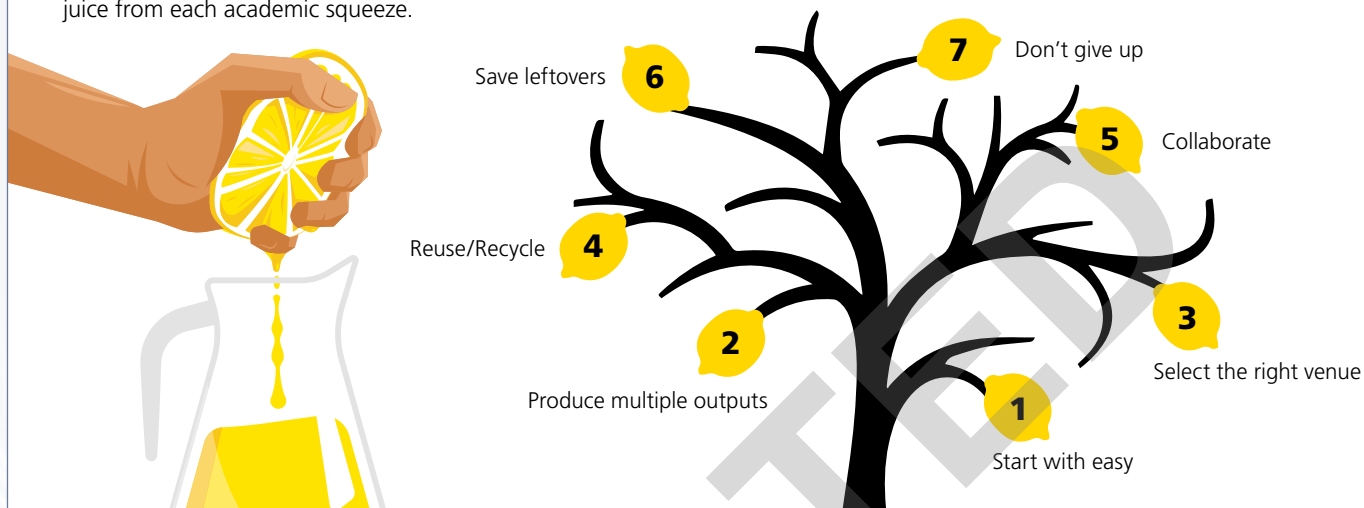 juice from each academic squeeze.
7
Don’t give up
6
Save leftovers
5
Collaborate
4
Reuse/Recycle
3
Select the right venue
2
Produce multiple outputs
1
Start with easy
TED